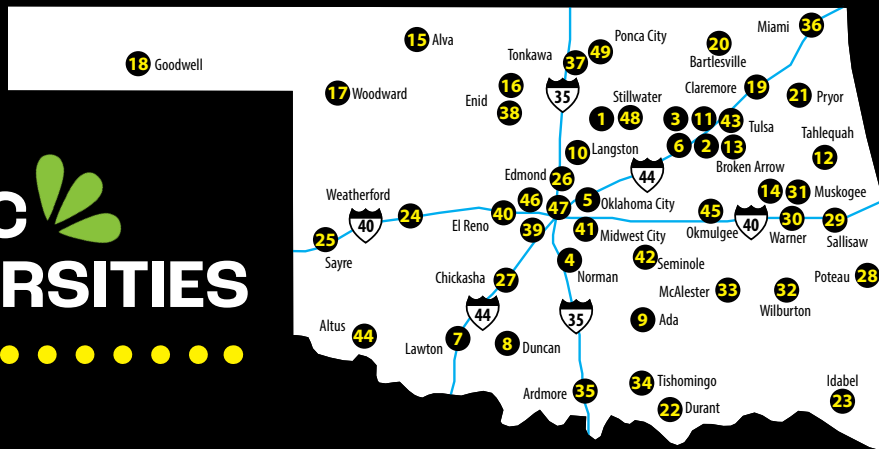 36
Miami
15 Alva
20
Bartlesville
49
Ponca City
Tonkawa
37
18 Goodwell
16
Enid
38
35
Claremore
19
21 Pryor
17 Woodward
Stillwater
1 48
3 11 43
Tulsa
6 2 13
Broken Arrow
Tahlequah
12
10 Langston
Edmond
26
44
C
Weatherford
24
40
46
47
5
Oklahoma City
14 31 Muskogee
El Reno
40
39
41
Midwest City
45
Okmulgee
40
30
Warner
29
Sallisaw
25
Sayre
42 Seminole
4
Norman
Chickasha
27
McAlester 33
32
Wilburton
Poteau 28
RSITIES
44
35
9
Ada
Altus
44
Lawton
7
8
Duncan
34 Tishomingo
Ardmore 35
22 Durant
Idabel
23